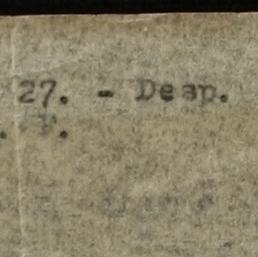 27. - Desp.
. F.